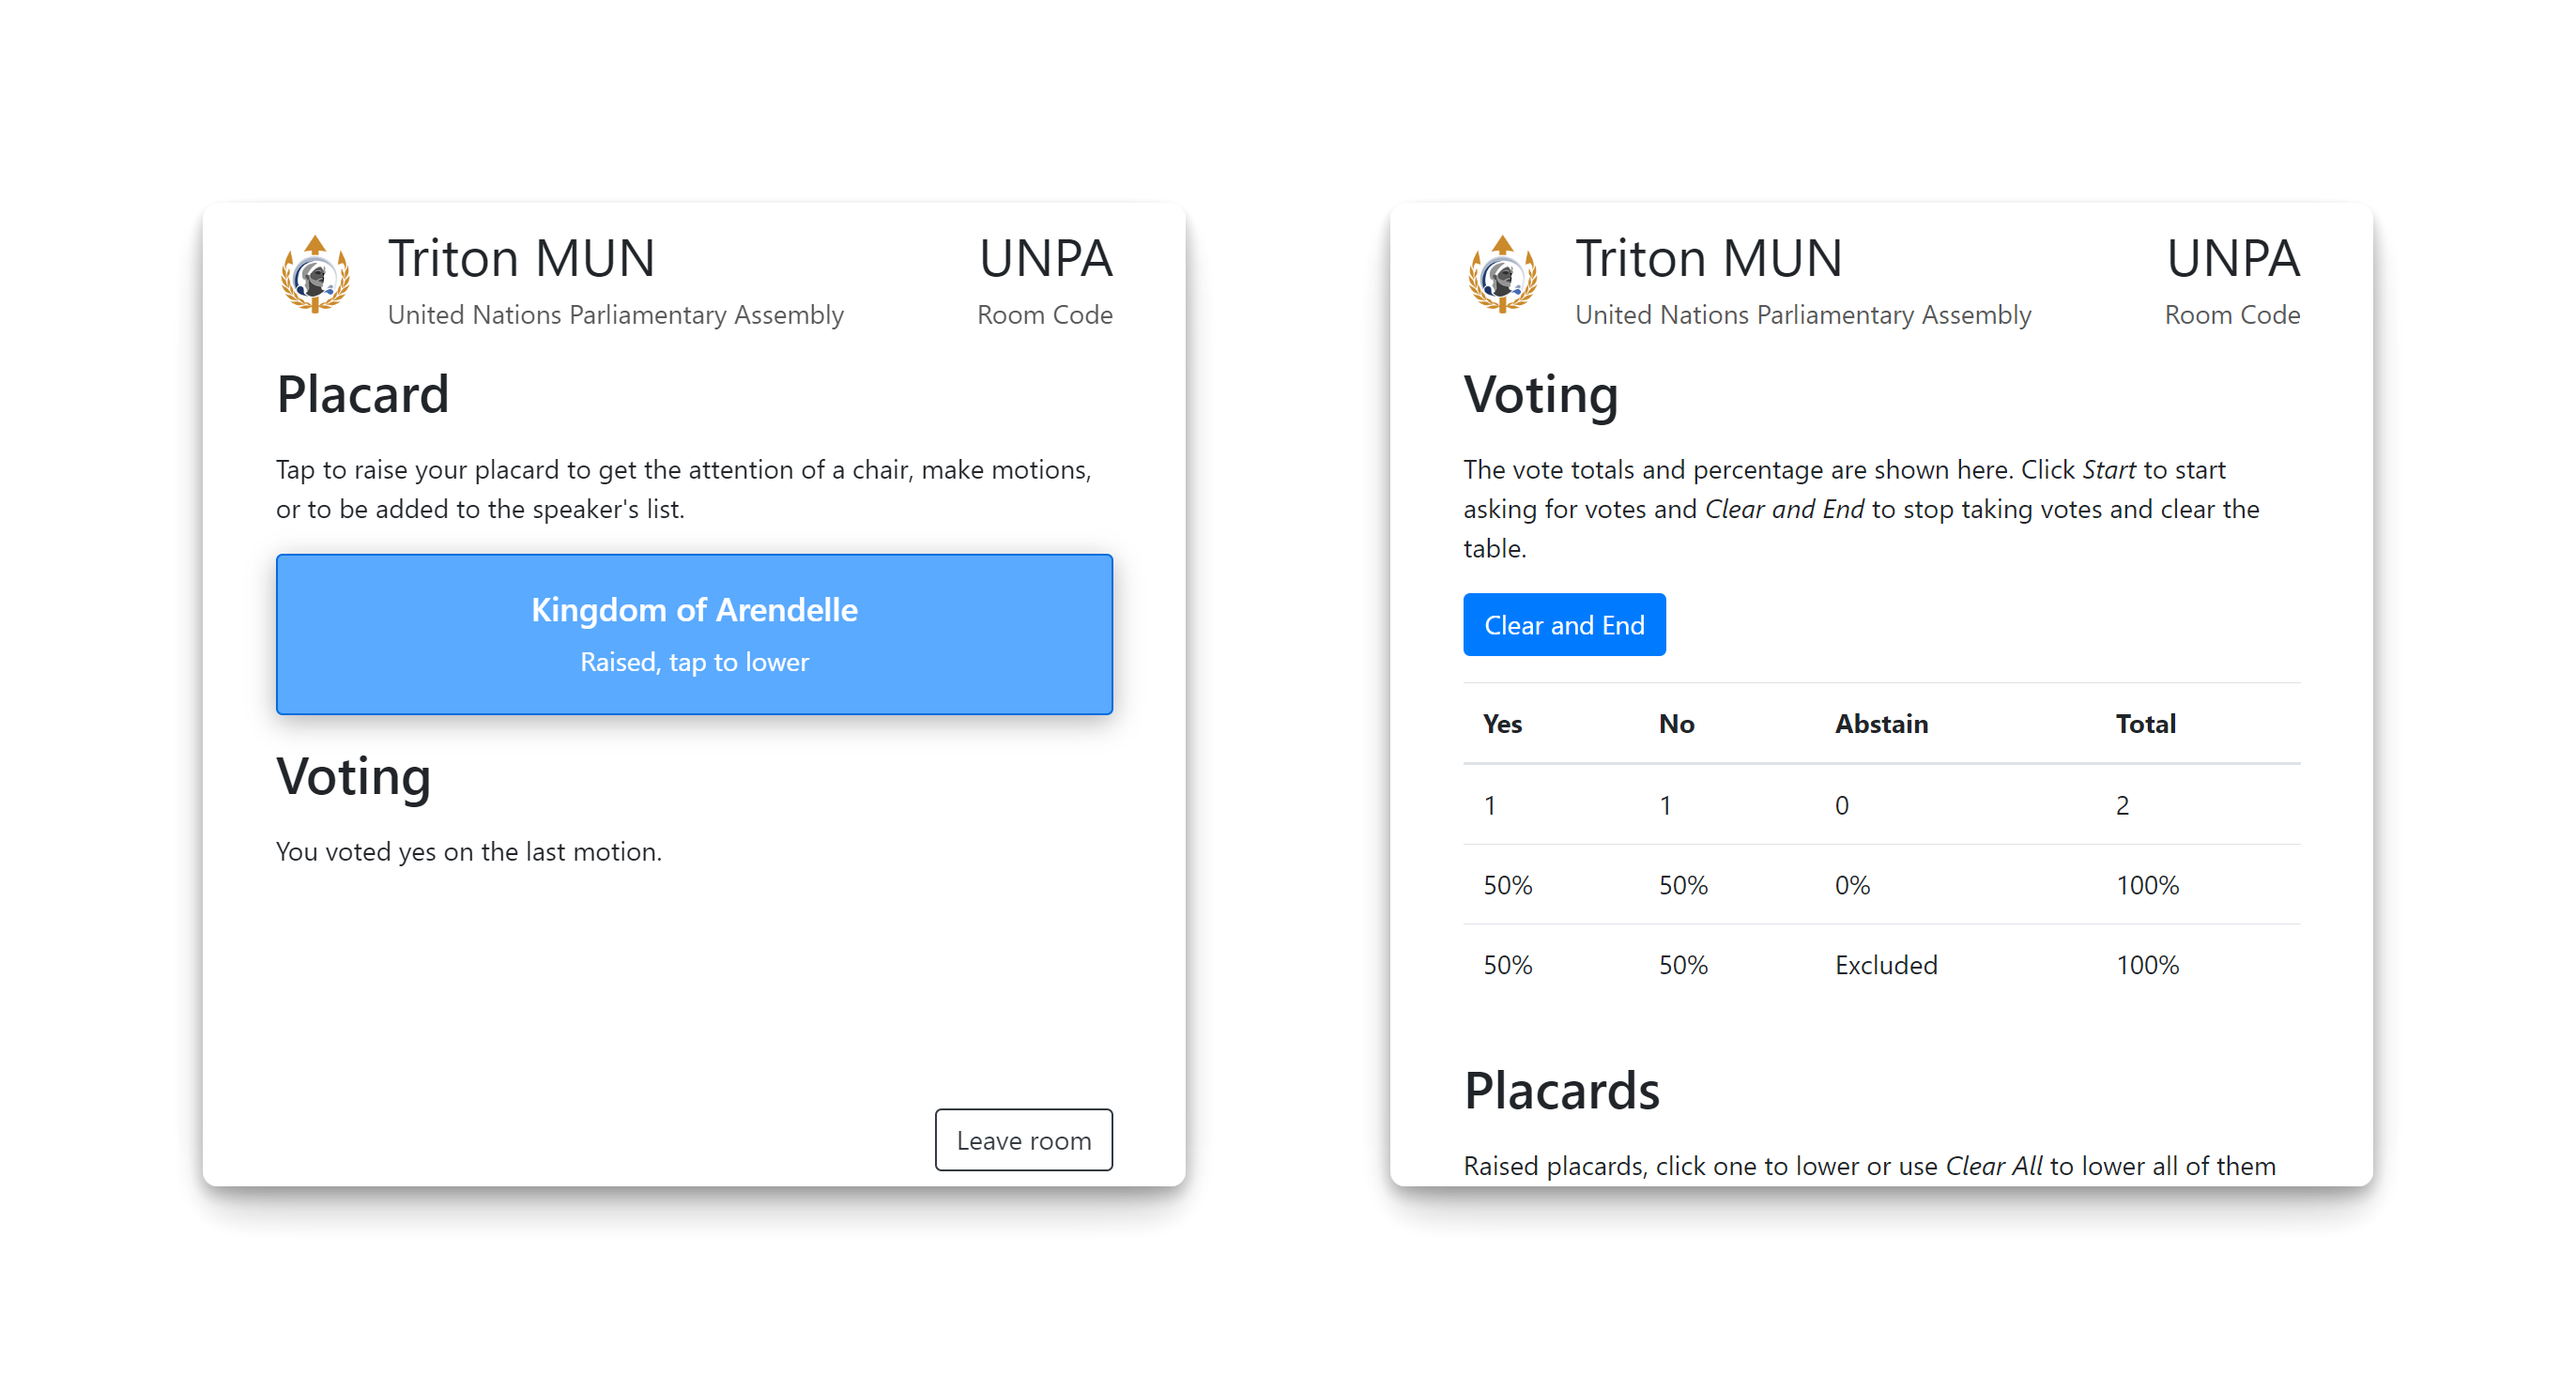 Triton MUN
United Nations Parliamentary Assembly
UNPA
Room Code
Placard
Tap to raise your placard to get the attention of a chair, make motions,
or to be added to the speaker's list.
Kingdom of Arendelle
Raised, tap to lower
Voting
You voted yes on the last motion.
Leave room
Triton MUN
United Nations Parliamentary Assembly
UNPA
Room Code
Voting
The vote totals and percentage are shown here. Click Start to start
asking for votes and Clear and End to stop taking votes and clear the
table.
Clear and End
Yes No Abstain Total
1 1 0 2
50% 50% 0% 100%
50% 50% Excluded 100%
Placards
Raised placards, click one to lower or use Clear All to lower all of them